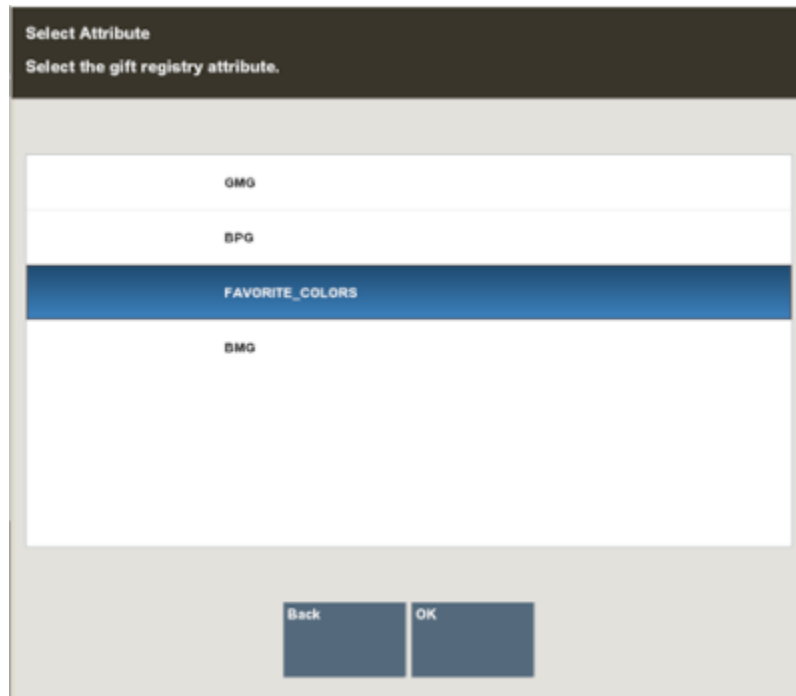 Select Attribute
Select the gift registry attribute.
GMG
BPG
FAVORITE_COLORS
BMG
Back
OK